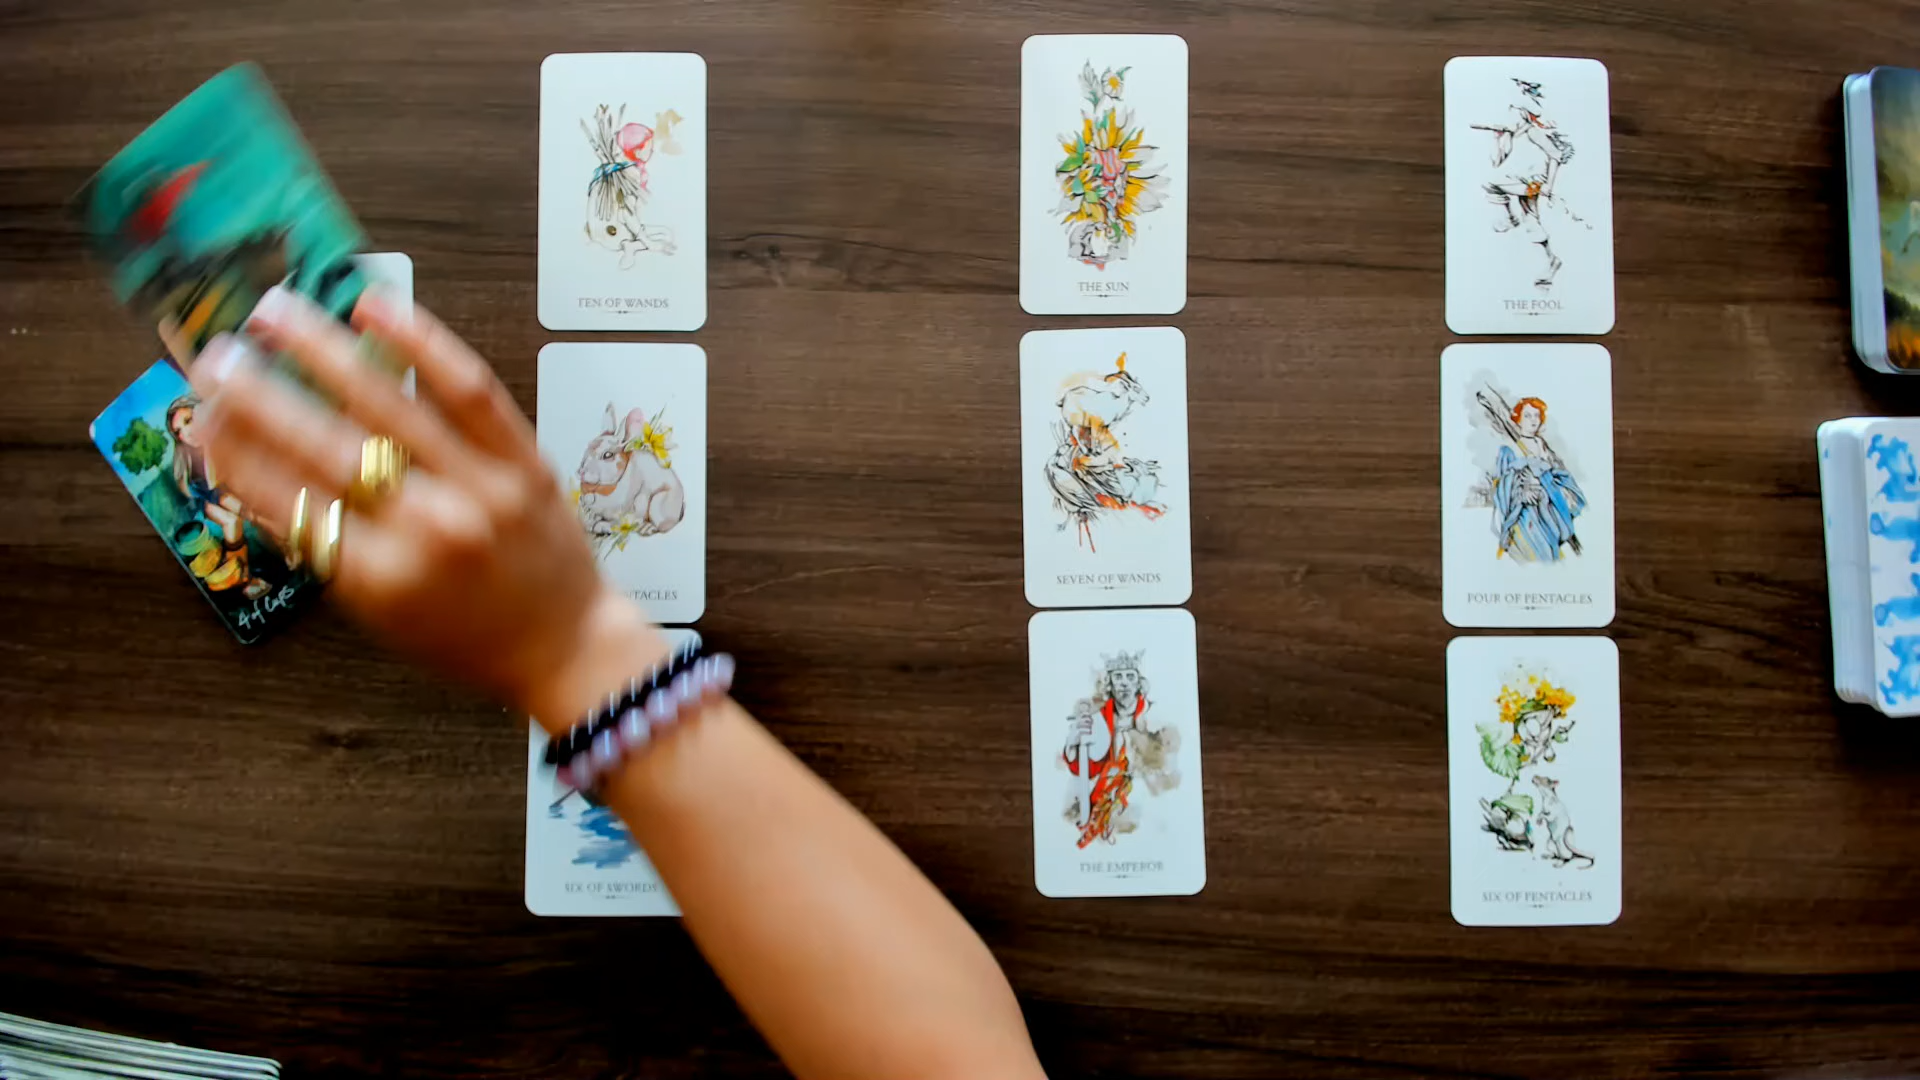 TEN OF WANDS
THE SUN
THE FOOL
SEVEN OF WANDS
FOUR OF PENTACLES
4 of Cups
SIX OF SWORDS
THE EMPEROR
SIX OF PENTACLES